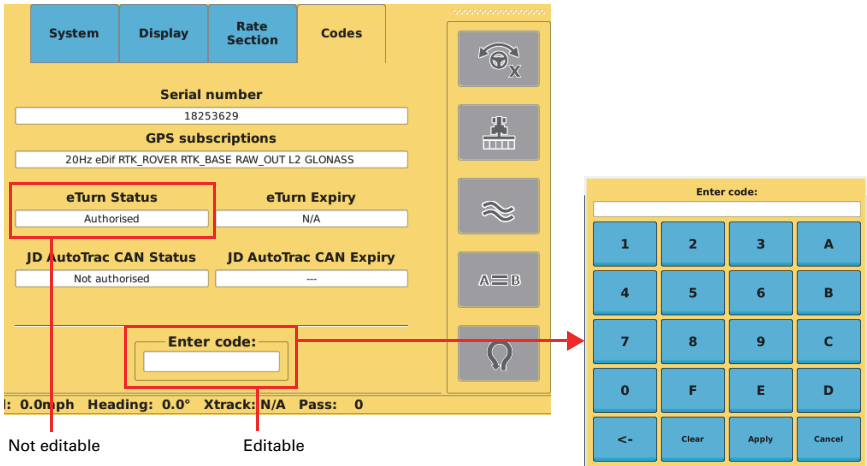 System
Display
Rate
Section
Codes
Serial number
18253629
GPS subscriptions
20Hz eDif RTK_ROVER RTK_BASE RAW_OUT L2 GLONASS
eTurn Status
eTurn Expiry
Authorised
N/A
JD AutoTrac CAN Status
JD AutoTrac CAN Expiry
Not authorised
---
Enter code:
: 0.0mph Heading: 0.0° Xtrack: N/A Pass: 0
X
A B
Not editable
Editable
Enter code:
1 2 3 A
4 5 6 B
7 8 9 C
0 F E D
<- Clear Apply Cancel